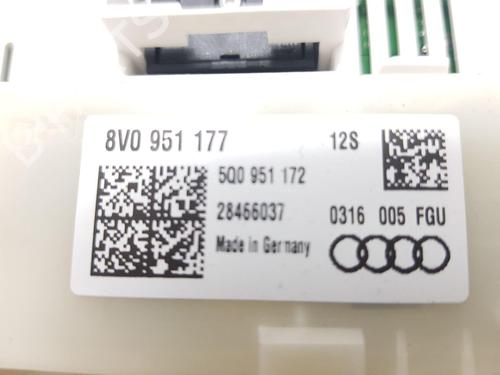 8V0 951 177 12S
5Q0 951 172
28466037 0316 005 FGU
Made in Germany